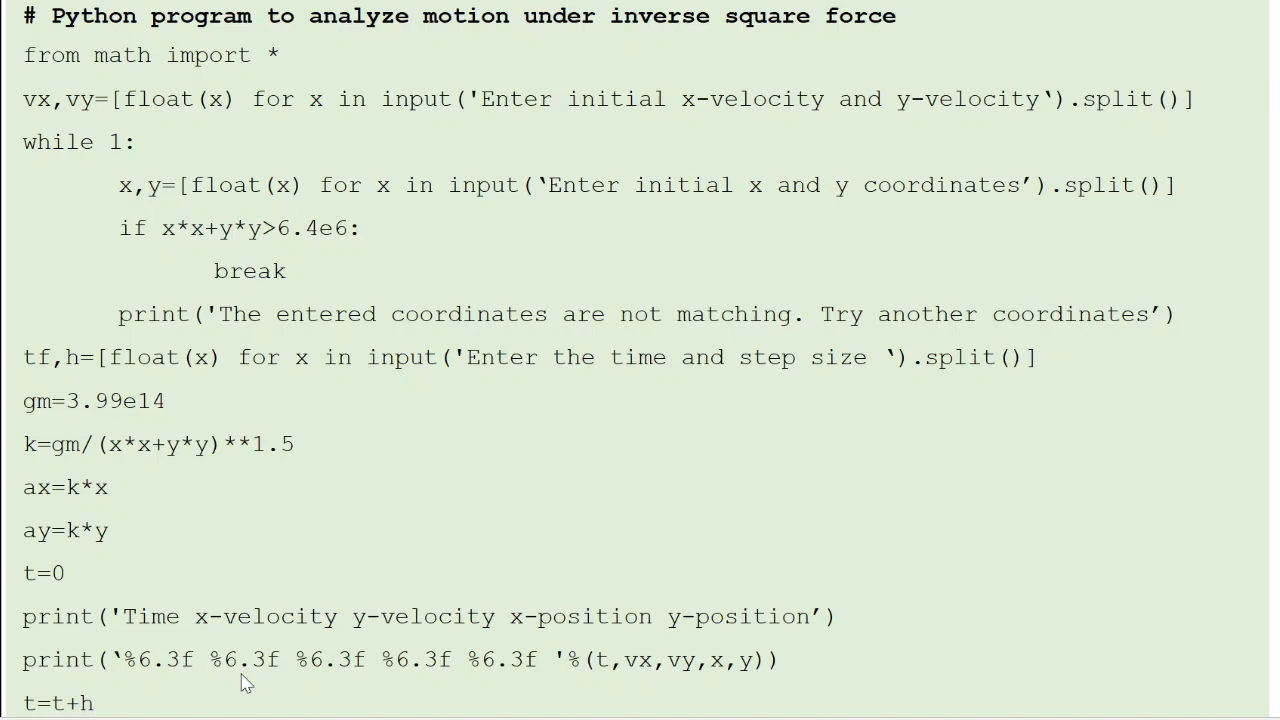 # Python program to analyze motion under inverse square force
from math import *
vx,vy=[float(x) for x in input('Enter initial x-velocity and y-velocity‘).split()]
while 1:
x,y=[float(x) for x in input(‘Enter initial x and y coordinates’).split()]
if x*x+y*y>6.4e6:
break
print('The entered coordinates are not matching. Try another coordinates’)
tf,h=[float(x) for x in input('Enter the time and step size ‘).split()]
gm=3.99e14
k=gm/(x*x+y*y)**1.5
ax=k*x
ay=k*y
t=0
print('Time x-velocity y-velocity x-position y-position’)
print(‘%6.3f %6.3f %6.3f %6.3f %6.3f '%(t,vx,vy,x,y))
t=t+h